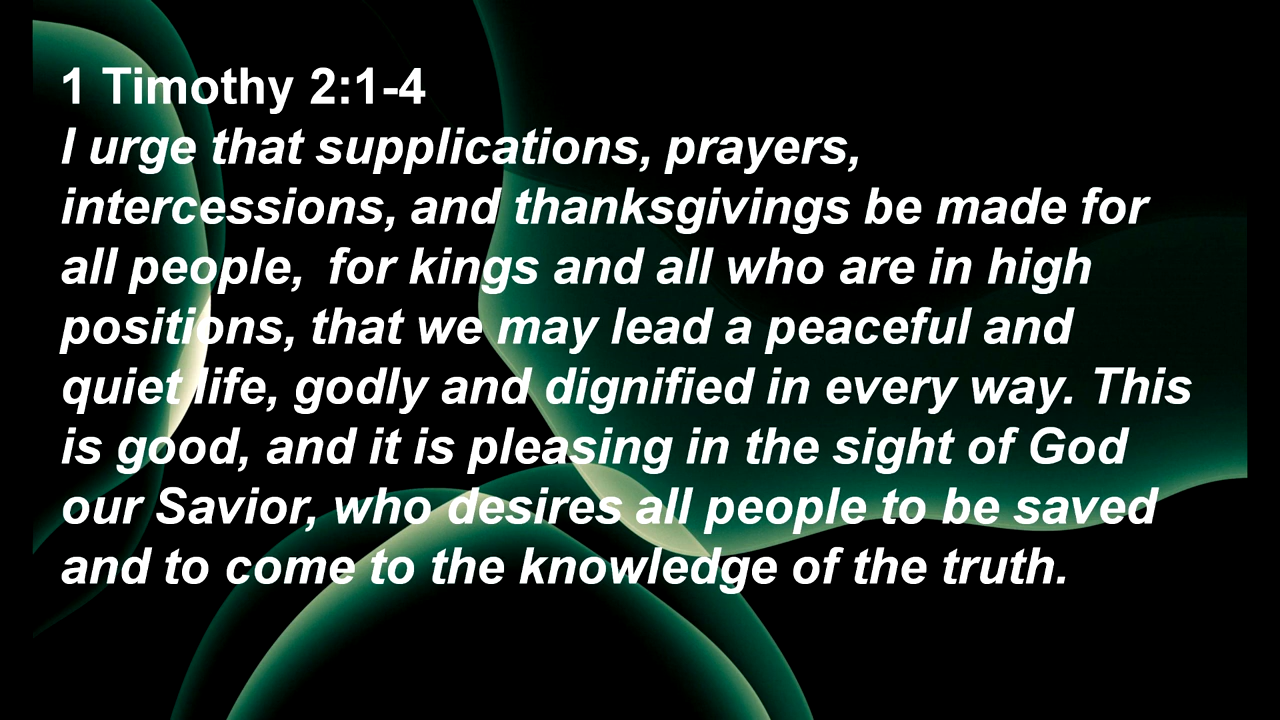 1 Timothy 2:1-4
I urge that supplications, prayers,
intercessions, and thanksgivings be made for
all people,  for kings and all who are in high
positions, that we may lead a peaceful and
quiet life, godly and dignified in every way. This
is good, and it is pleasing in the sight of God
our Savior, who desires all people to be saved
and to come to the knowledge of the truth.